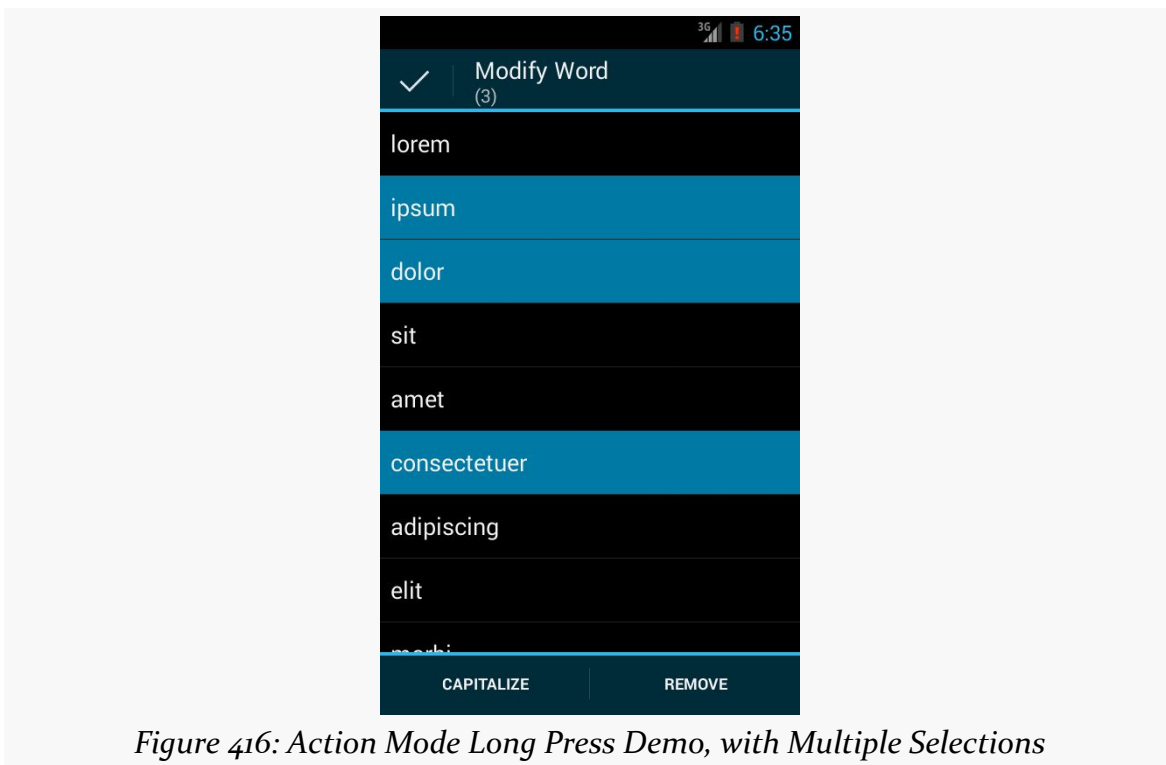 3G 6:35
Modify Word
(3)
lorem
ipsum
dolor
sit
amet
consectetuer
adipiscing
elit
morbi
CAPITALIZE REMOVE
Figure 416: Action Mode Long Press Demo, with Multiple Selections